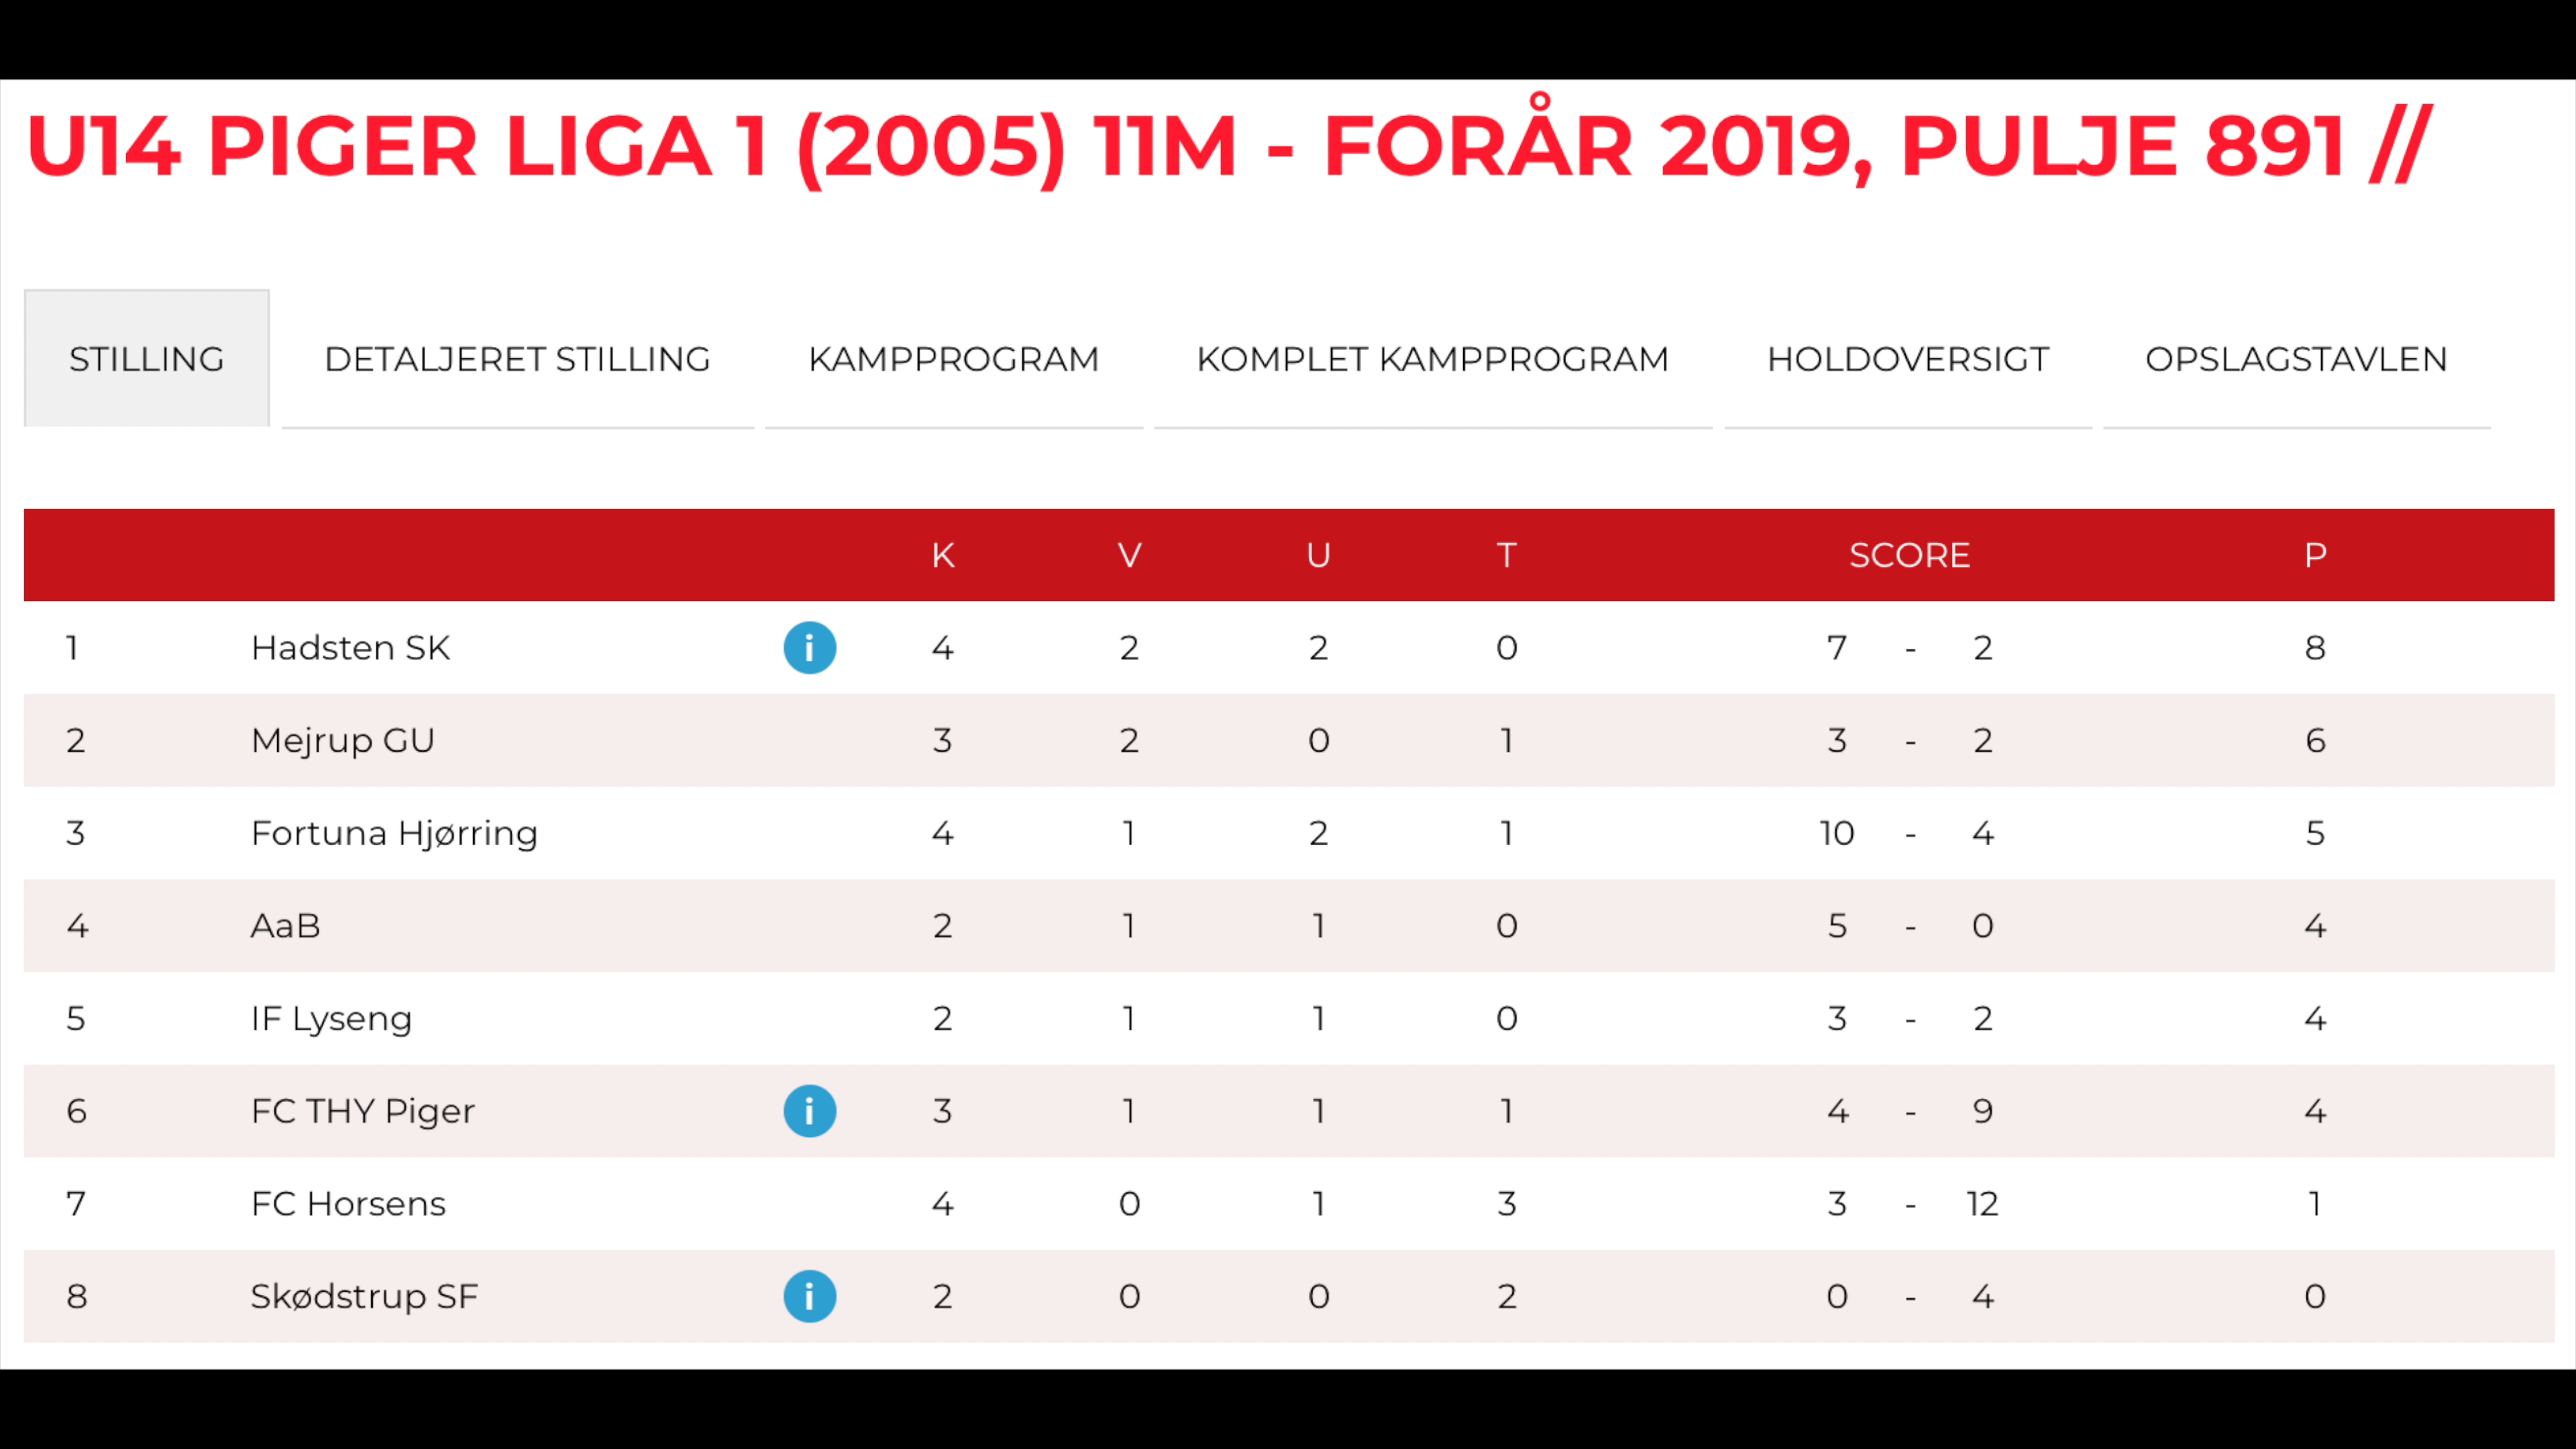 U14 PIGER LIGA 1 (2005) 11M - FORÅR 2019, PULJE 891 //
STILLING DETALJERET STILLING KAMPPROGRAM KOMPLET KAMPPROGRAM HOLDOVERSIGT OPSLAGSTAVLEN
K V U T SCORE P
1 Hadsten SK i 4 2 2 0 7 - 2 8
2 Mejrup GU 3 2 0 1 3 - 2 6
3 Fortuna Hjørring 4 1 2 1 10 - 4 5
4 AaB 2 1 1 0 5 - 0 4
5 IF Lyseng 2 1 1 0 3 - 2 4
6 FC THY Piger i 3 1 1 1 4 - 9 4
7 FC Horsens 4 0 1 3 3 - 12 1
8 Skødstrup SF i 2 0 0 2 0 - 4 0